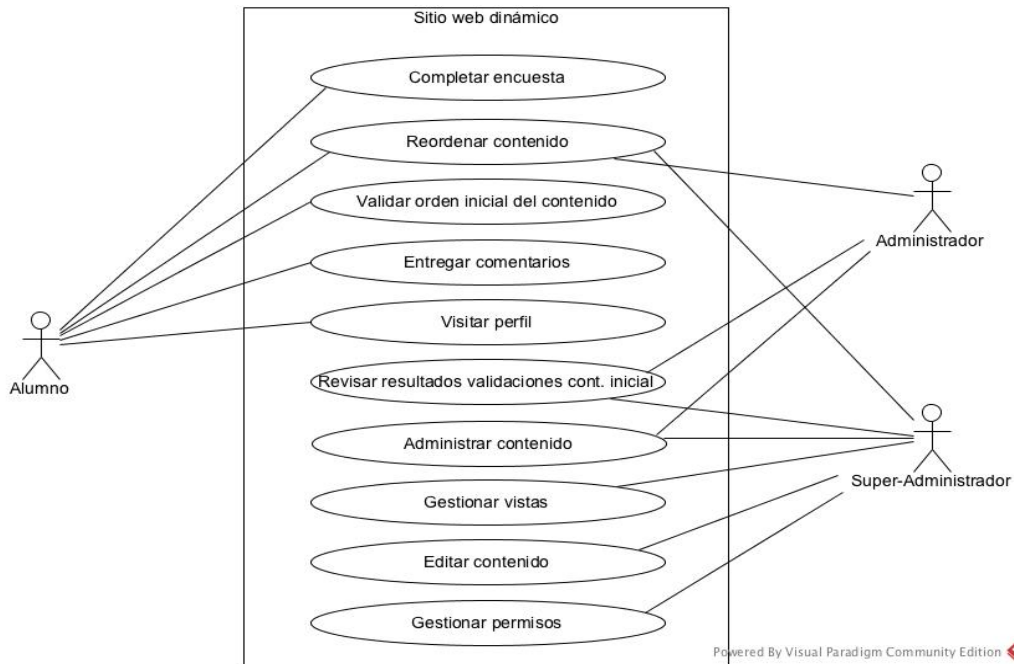 Sitio web dinámico
Completar encuesta
Reordenar contenido
Validar orden inicial del contenido
Entregar comentarios
Visitar perfil
Revisar resultados validaciones cont. inicial
Administrar contenido
Gestionar vistas
Editar contenido
Gestionar permisos
Alumno
Administrador
Super-Administrador
Powered By Visual Paradigm Community Edition